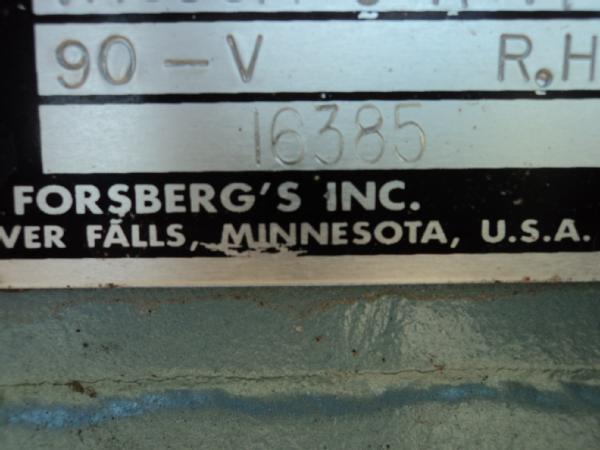 90-V R.H
16385
FORSBERG'S INC.
VER FALLS, MINNESOTA, U.S.A.